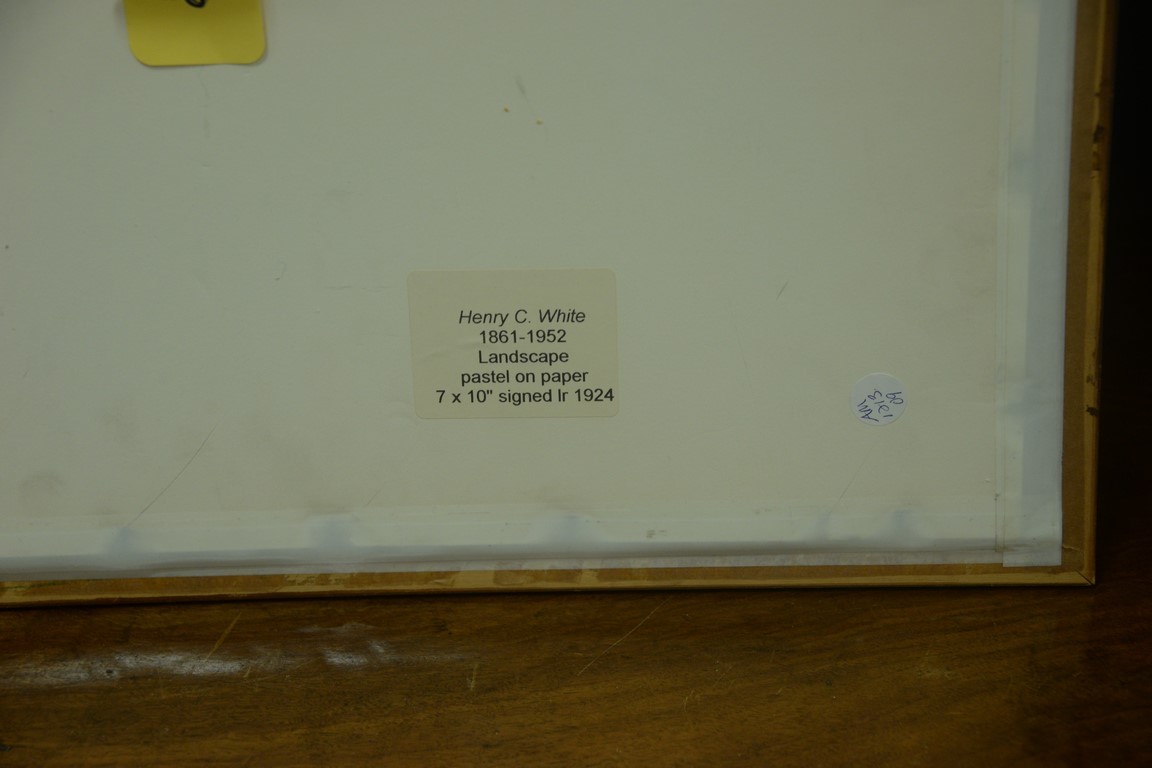 Henry C. White
1861-1952
Landscape
pastel on paper
7 x 10" signed lr 1924